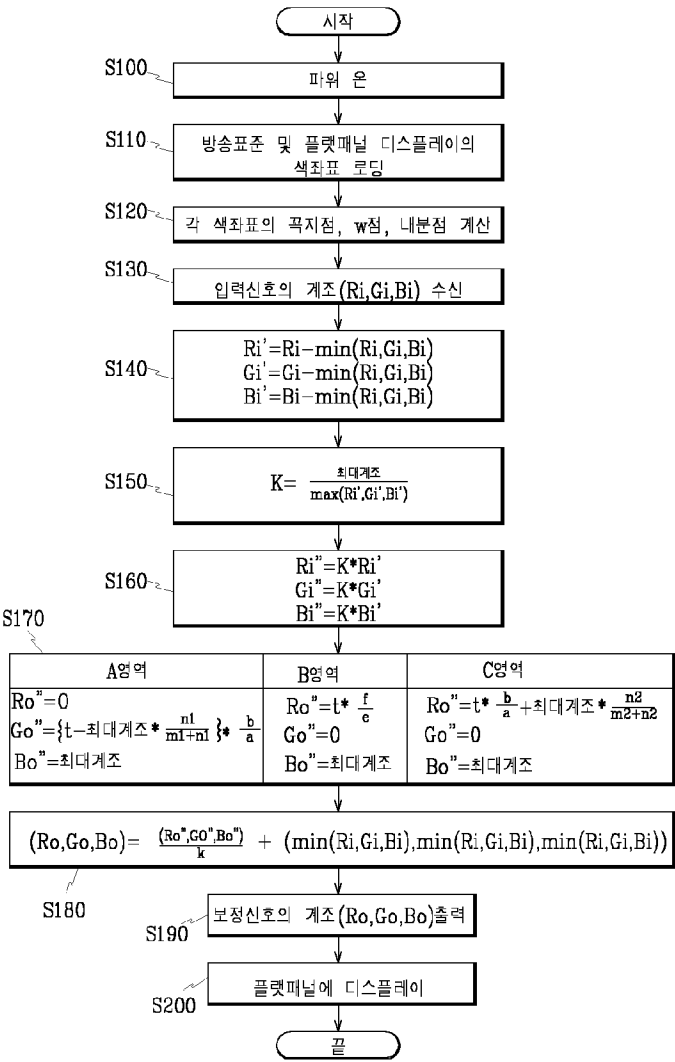 시작
S100
파워 온
S110
방송표준 및 플랫패널 디스플레이의
색좌표 로딩
S120
각 색좌표의 꼭지점, w점, 내분점 계산
S130
입력신호의 계조(Ri,Gi,Bi) 수신
S140
Ri'=Ri-min(Ri,Gi,Bi)
Gi'=Gi-min(Ri,Gi,Bi)
Bi'=Bi-min(Ri,Gi,Bi)
S150
K= 최대계조/max(Ri',Gi',Bi')
S160
Ri"=K*Ri'
Gi"=K*Gi'
Bi"=K*Bi'
S170
A영역
Ro"=0
Go"={t-최대계조* n1/m1+n1 }* b/a
Bo"=최대계조
B영역
Ro"=t* f/e
Go"=0
Bo"=최대계조
C영역
Ro"=t* b/a +최대계조* n2/m2+n2
Go"=0
Bo"=최대계조
(Ro,Go,Bo)= (Ro",GO",Bo")/k + (min(Ri,Gi,Bi),min(Ri,Gi,Bi),min(Ri,Gi,Bi))
S180
S190
보정신호의 계조(Ro,Go,Bo)출력
S200
플랫패널에 디스플레이
끝